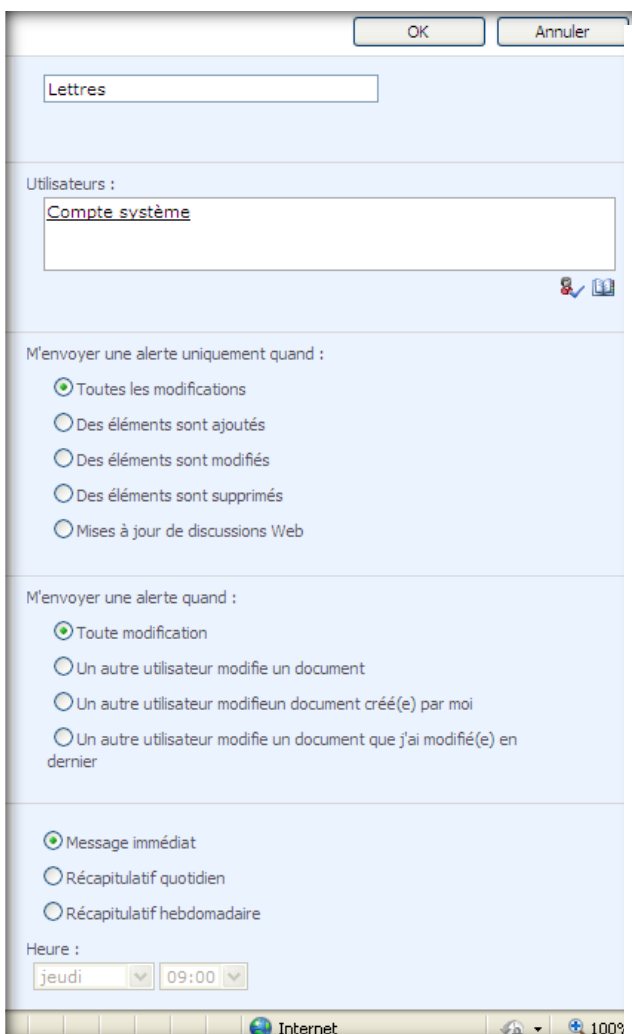 OK Annuler
Lettres
Utilisateurs :
Compte système
M'envoyer une alerte uniquement quand :
Toutes les modifications
Des éléments sont ajoutés
Des éléments sont modifiés
Des éléments sont supprimés
Mises à jour de discussions Web
M'envoyer une alerte quand :
Toute modification
Un autre utilisateur modifie un document
Un autre utilisateur modifieun document créé(e) par moi
Un autre utilisateur modifie un document que j'ai modifié(e) en
dernier
Message immédiat
Récapitulatif quotidien
Récapitulatif hebdomadaire
Heure :
jeudi 09:00
Internet 100%